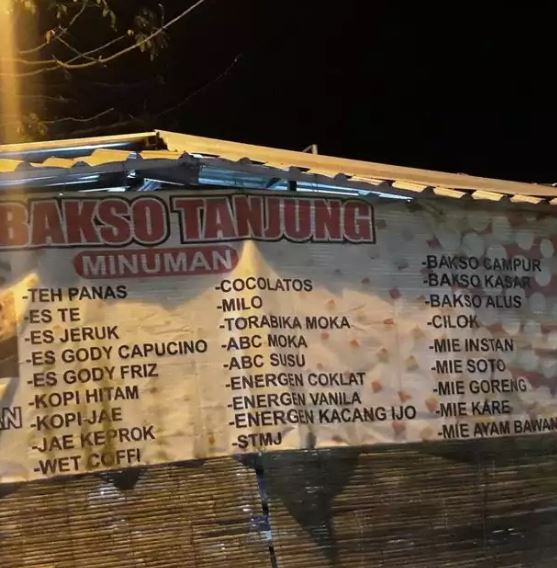 BAKSO TANJUNG
MINUMAN
-TEH PANAS
-ES TE
-ES JERUK
-ES GODY CAPUCINO
-ES GODY FRIZ
-KOPI HITAM
-KOPI-JAE
-JAE KEPROK
-WET COFFI
-COCOLATOS
-MILO
-TORABIKA MOKA
-ABC MOKA
-ABC SUSU
-ENERGEN COKLAT
-ENERGEN VANILA
-ENERGEN KACANG IJO
-STMJ
-BAKSO CAMPUR
-BAKSO KASAR
-BAKSO ALUS
-CILOK
-MIE INSTAN
-MIE SOTO
-MIE GORENG
-MIE KARE
-MIE AYAM BAWAN